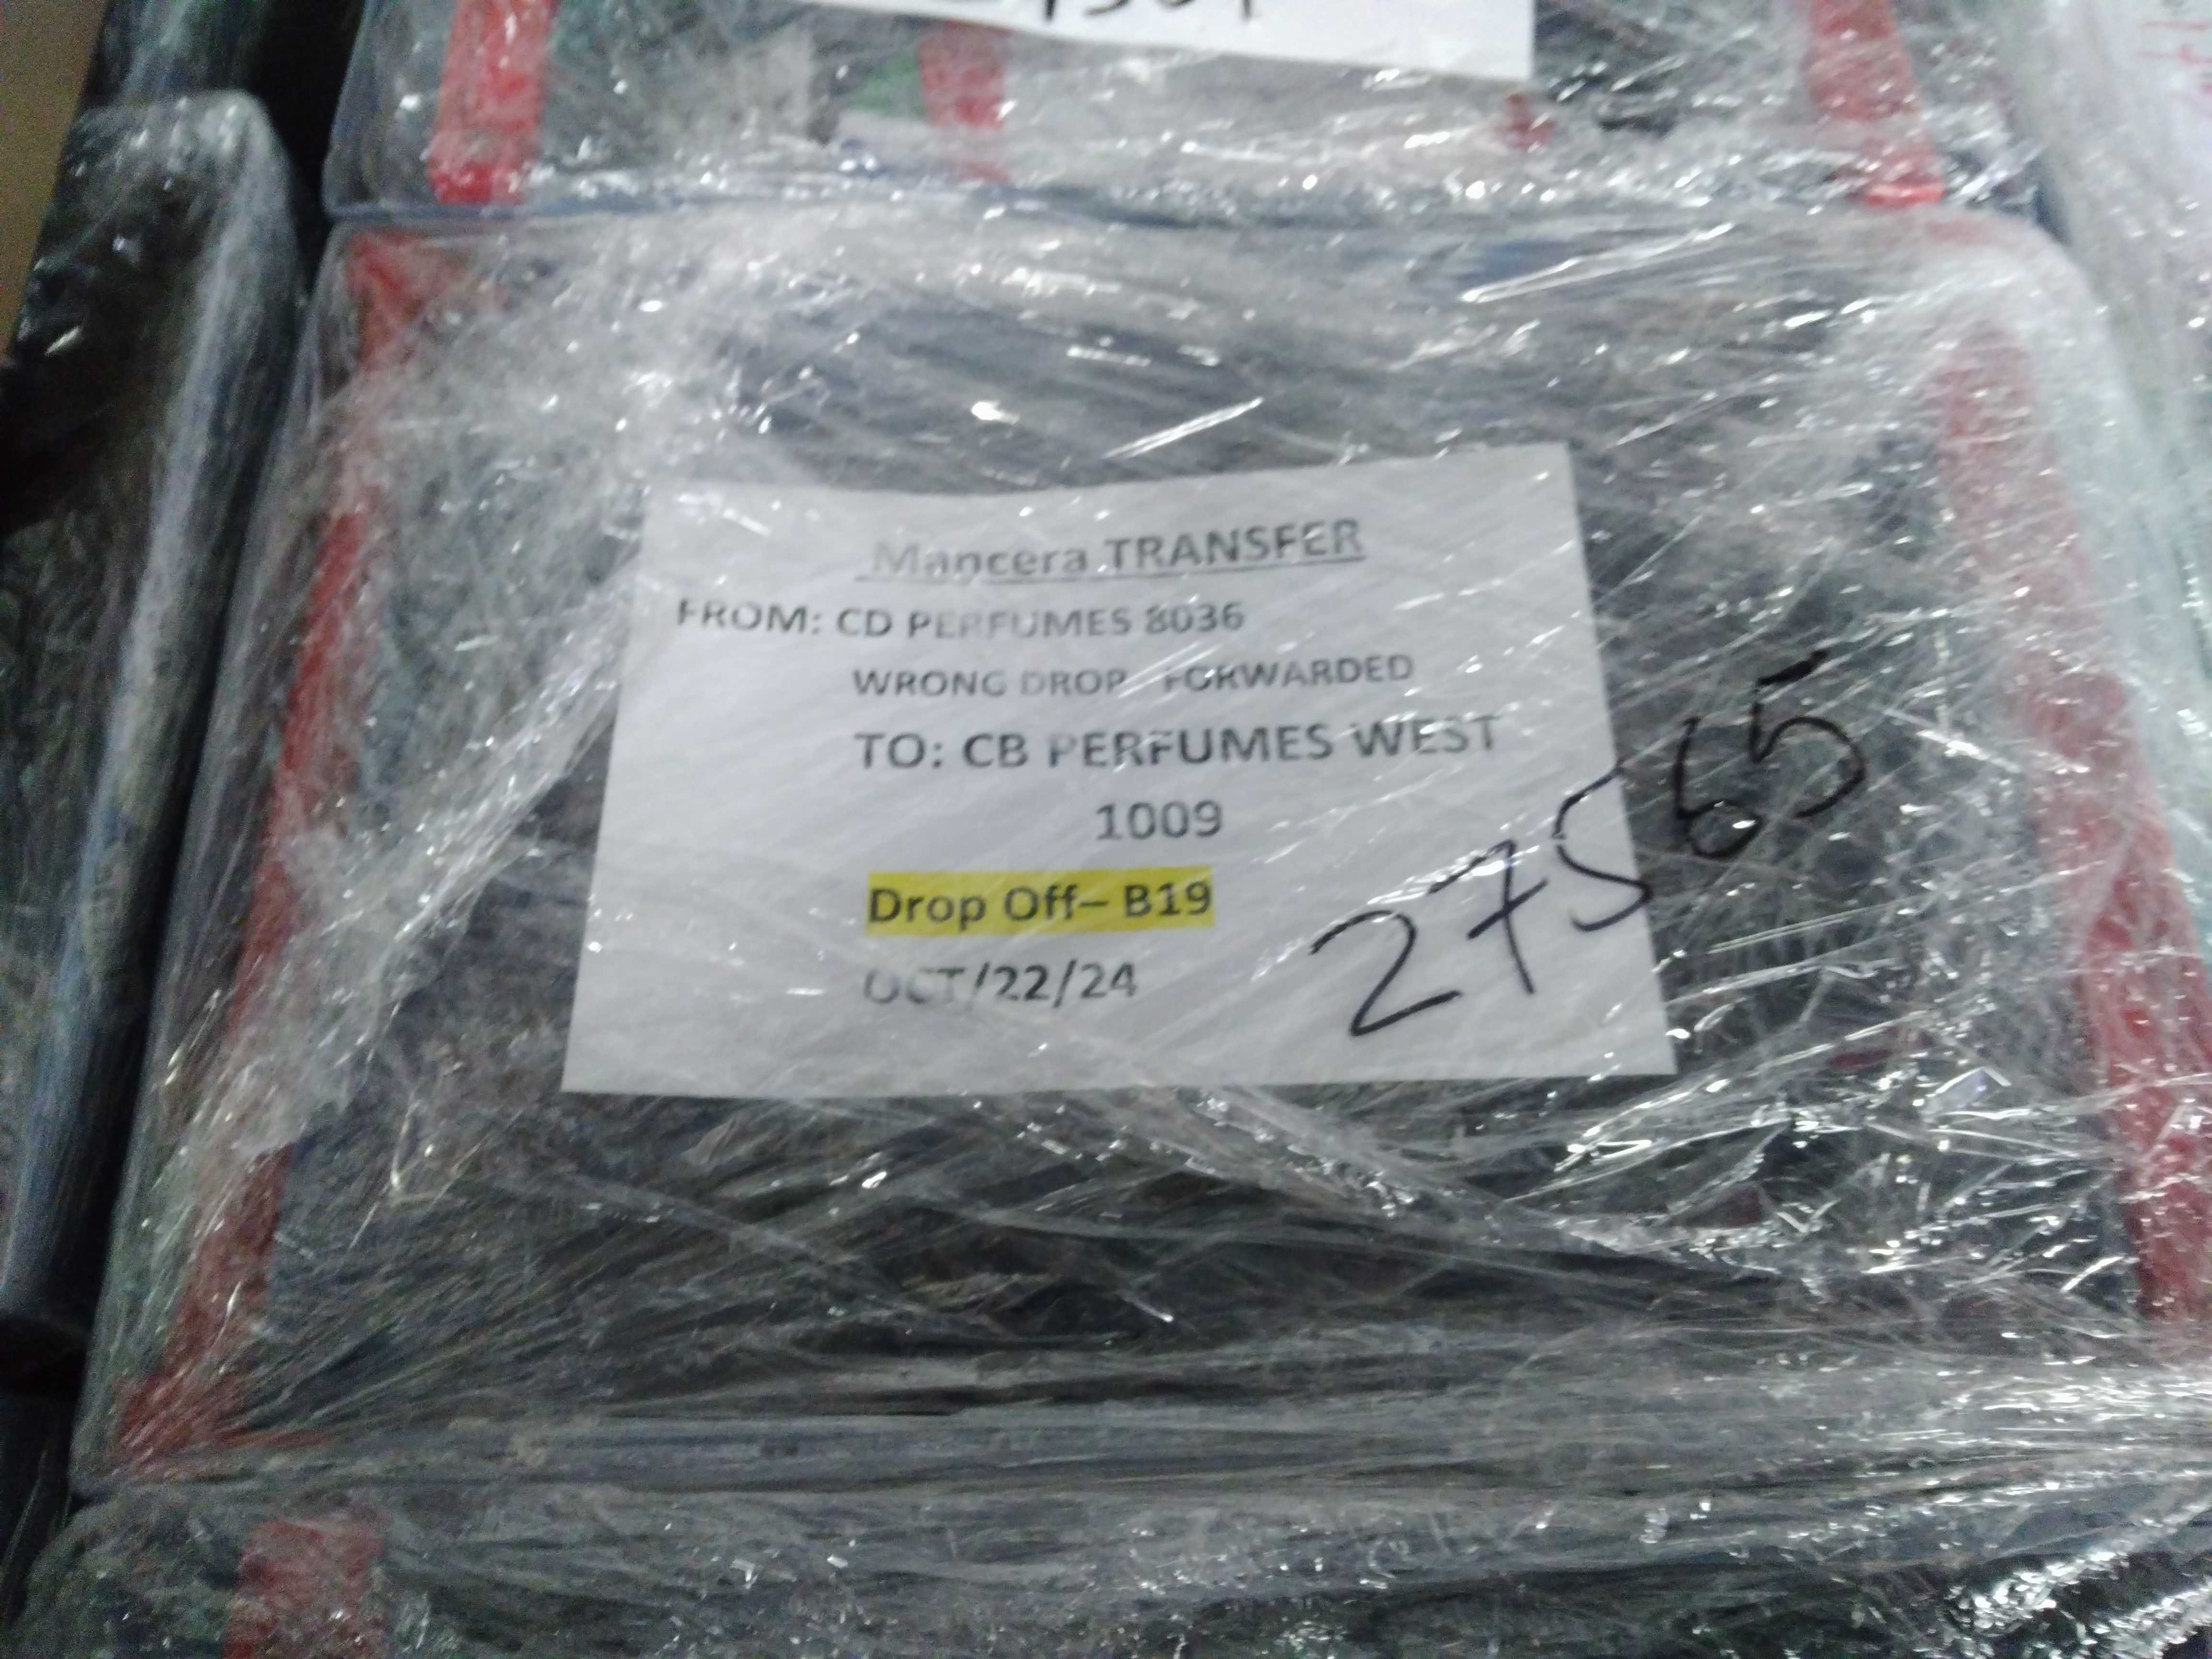 Mancera TRANSFER
FROM: CD PERFUMES 8036
WRONG DROP FORWARDED
TO: CB PERFUMES WEST
1009
Drop Off– B19
OCT/22/24
27565